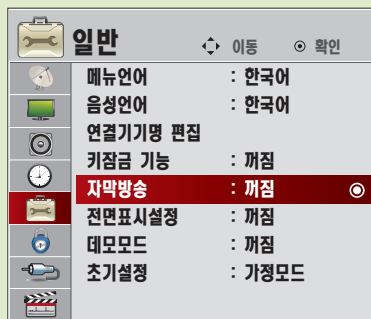 일반 이동 확인
메뉴언어 : 한국어
음성언어 : 한국어
연결기기명 편집
키잠금 기능 : 꺼짐
자막방송 : 꺼짐
전면표시설정 : 꺼짐
데모모드 : 꺼짐
초기설정 : 가정모드